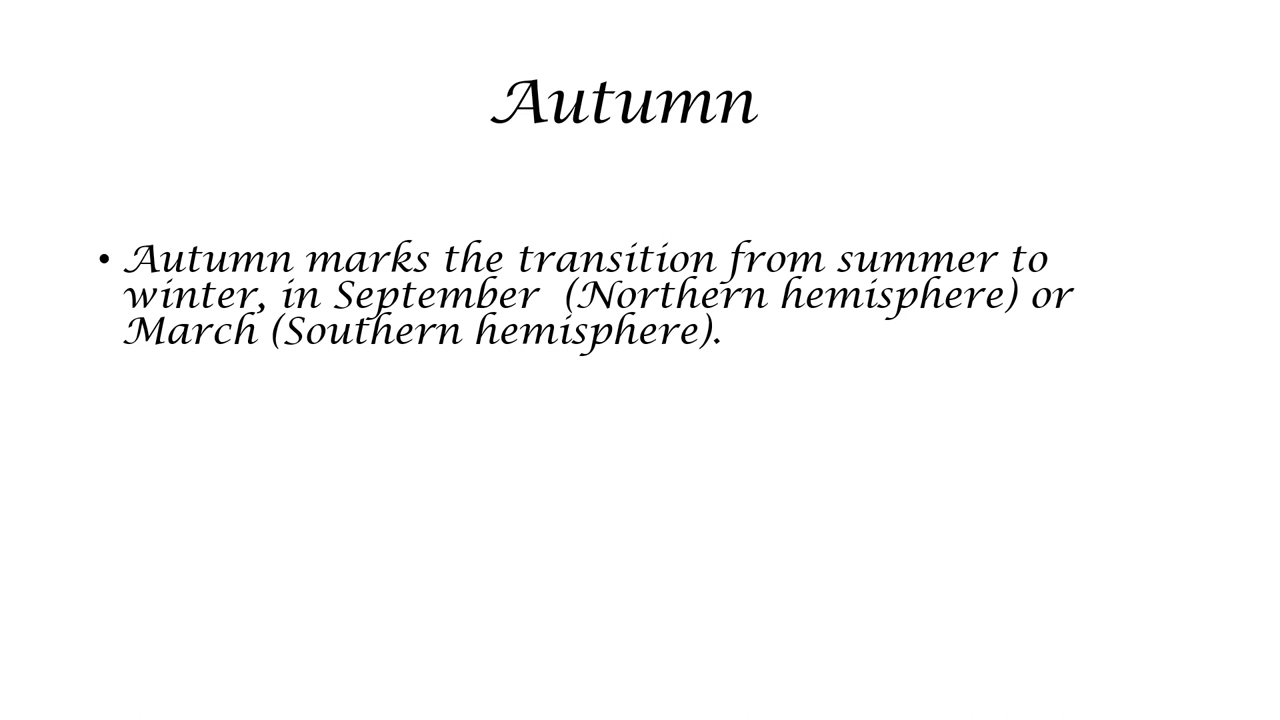 Autumn
• Autumn marks the transition from summer to
winter, in September  (Northern hemisphere) or
March (Southern hemisphere).